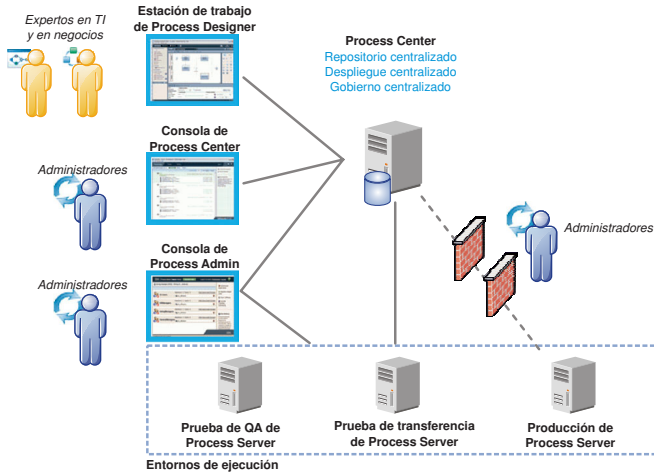 Expertos en TI
y en negocios
Estación de trabajo
de Process Designer
Process Center
Repositorio centralizado
Despliegue centralizado
Gobierno centralizado
Consola de
Process Center
Administradores
Administradores
Consola de
Process Admin
Administradores
Prueba de QA de
Process Server
Prueba de transferencia
de Process Server
Producción de
Process Server
Entornos de ejecución